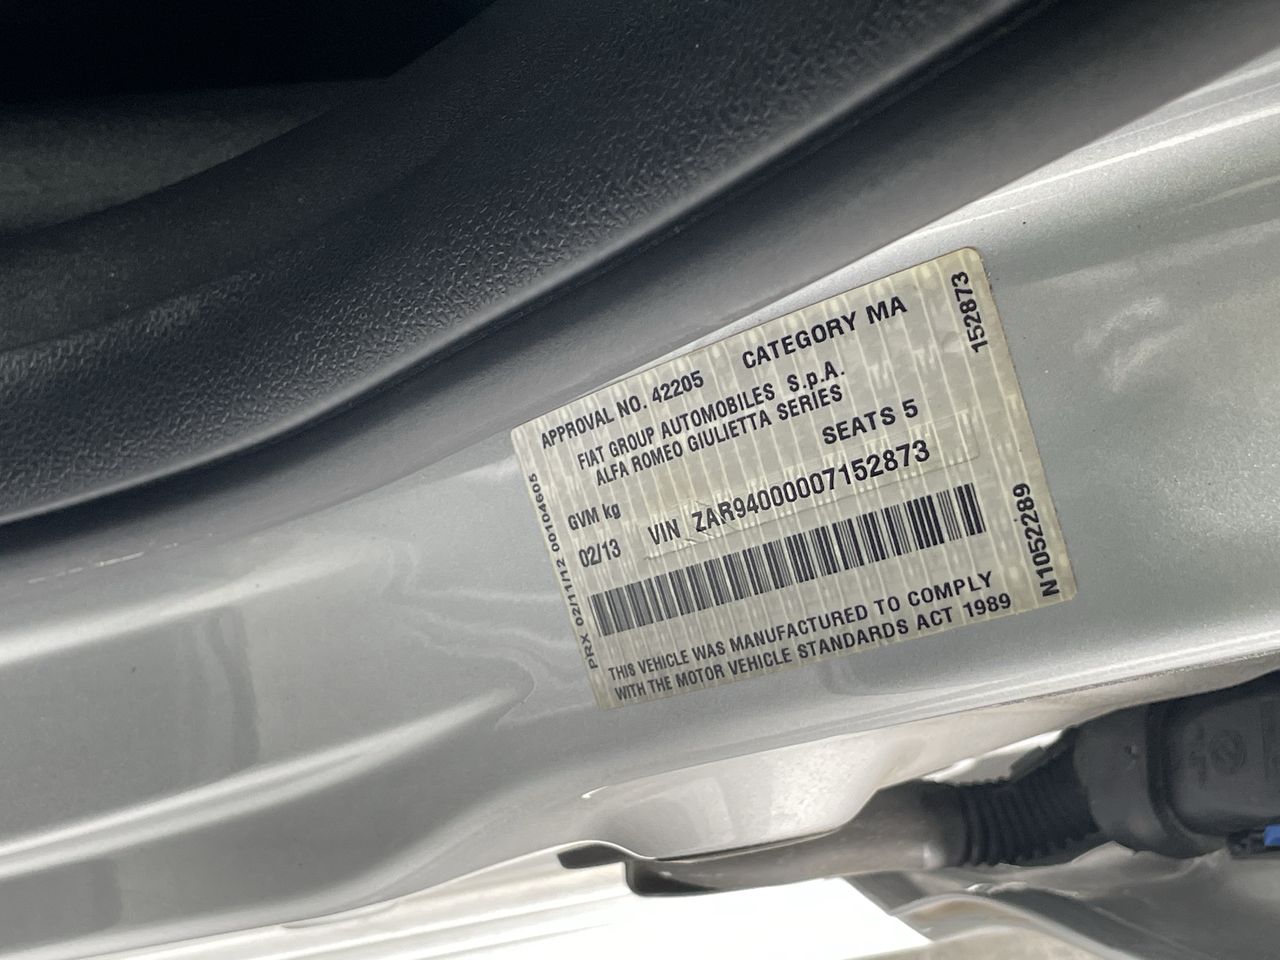 APPROVAL NO. 42205 CATEGORY MA
FIAT GROUP AUTOMOBILES S.p.A.
ALFA ROMEO GIULIETTA SERIES
GVM kg SEATS 5
02/13 VIN ZAR94000007152873
THIS VEHICLE WAS MANUFACTURED TO COMPLY
WITH THE MOTOR VEHICLE STANDARDS ACT 1989
PRX 02/11/12 00104605
152873
N1052289